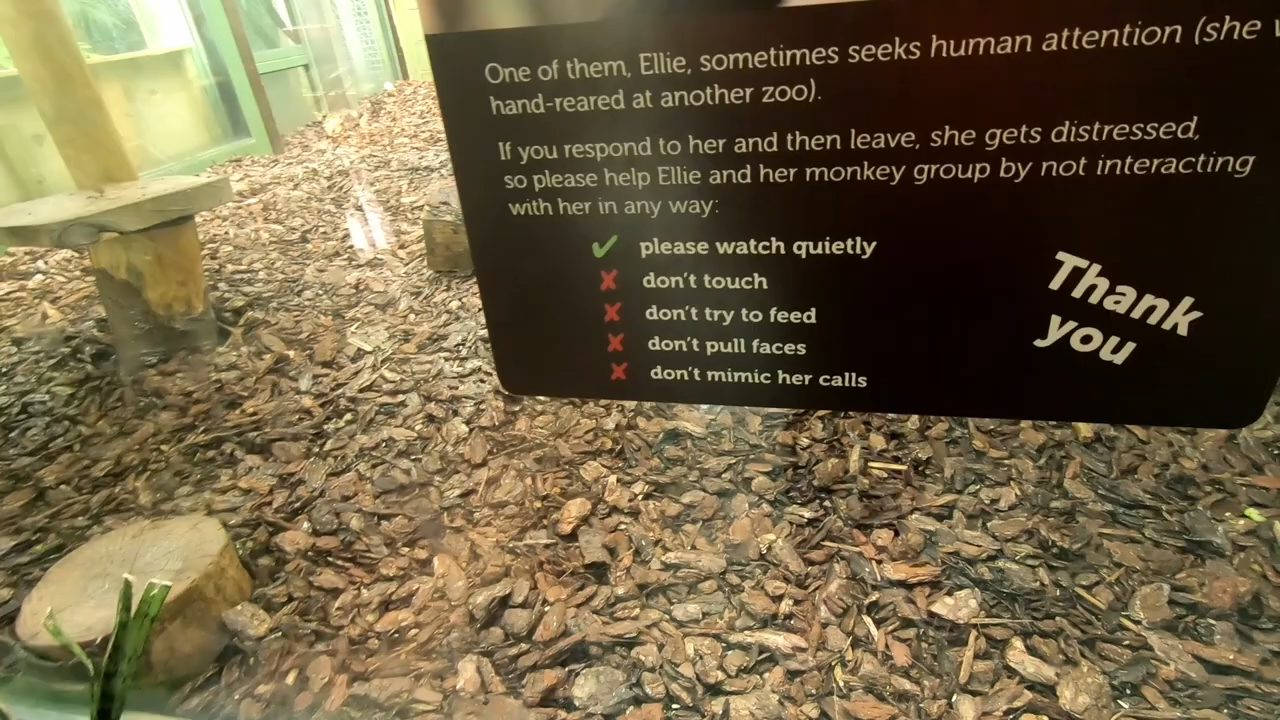 One of them, Ellie, sometimes seeks human attention (she
hand-reared at another zoo).
If you respond to her and then leave, she gets distressed,
so please help Ellie and her monkey group by not interacting
with her in any way:
✔ please watch quietly
✘ don't touch
✘ don't try to feed
✘ don't pull faces
✘ don't mimic her calls
Thank
you